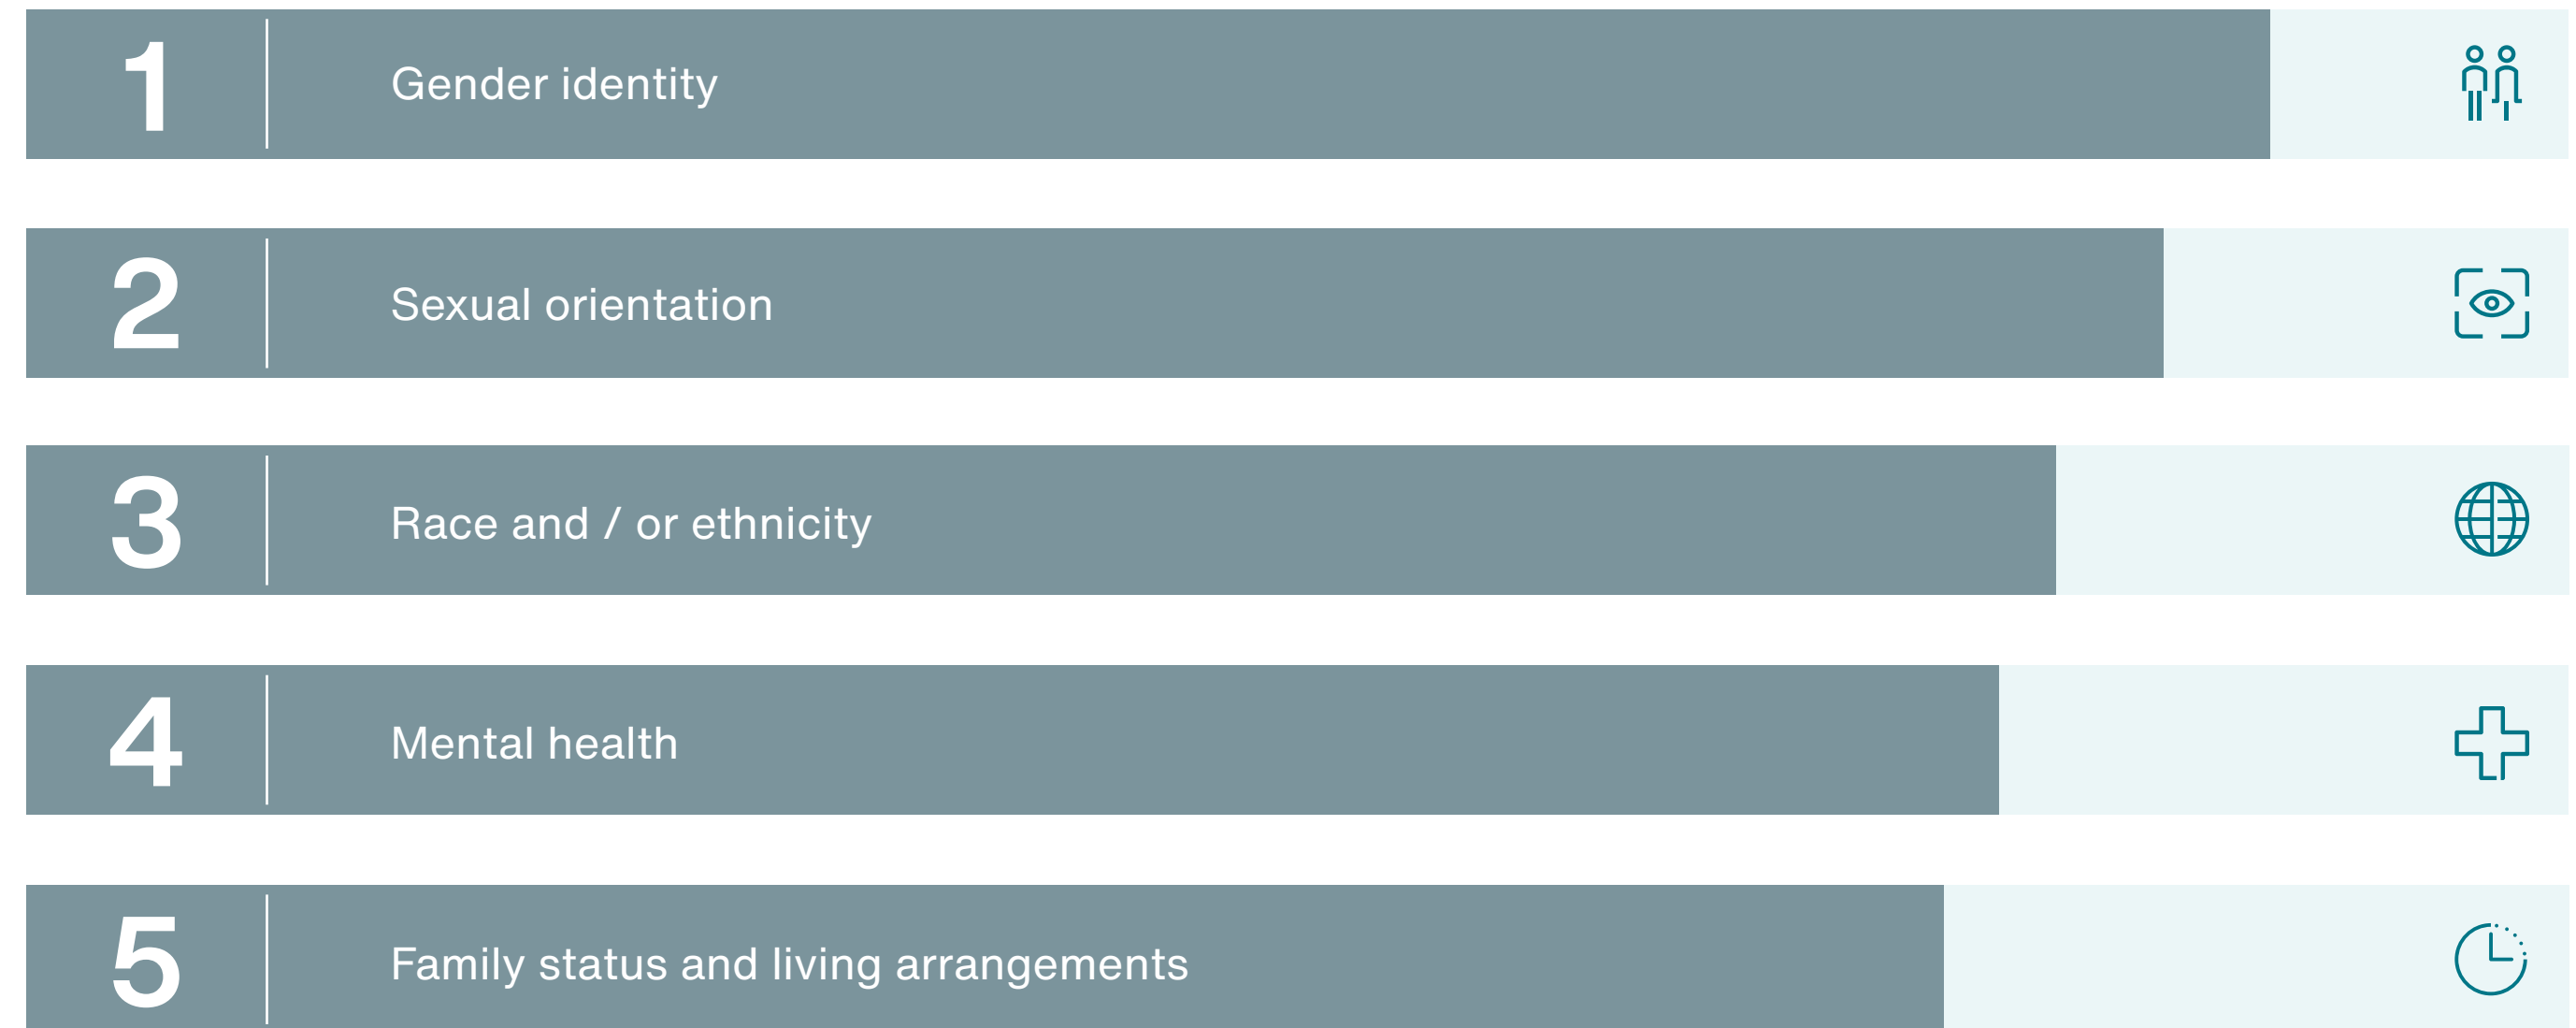 1 Gender identity
2 Sexual orientation
3 Race and / or ethnicity
4 Mental health
5 Family status and living arrangements